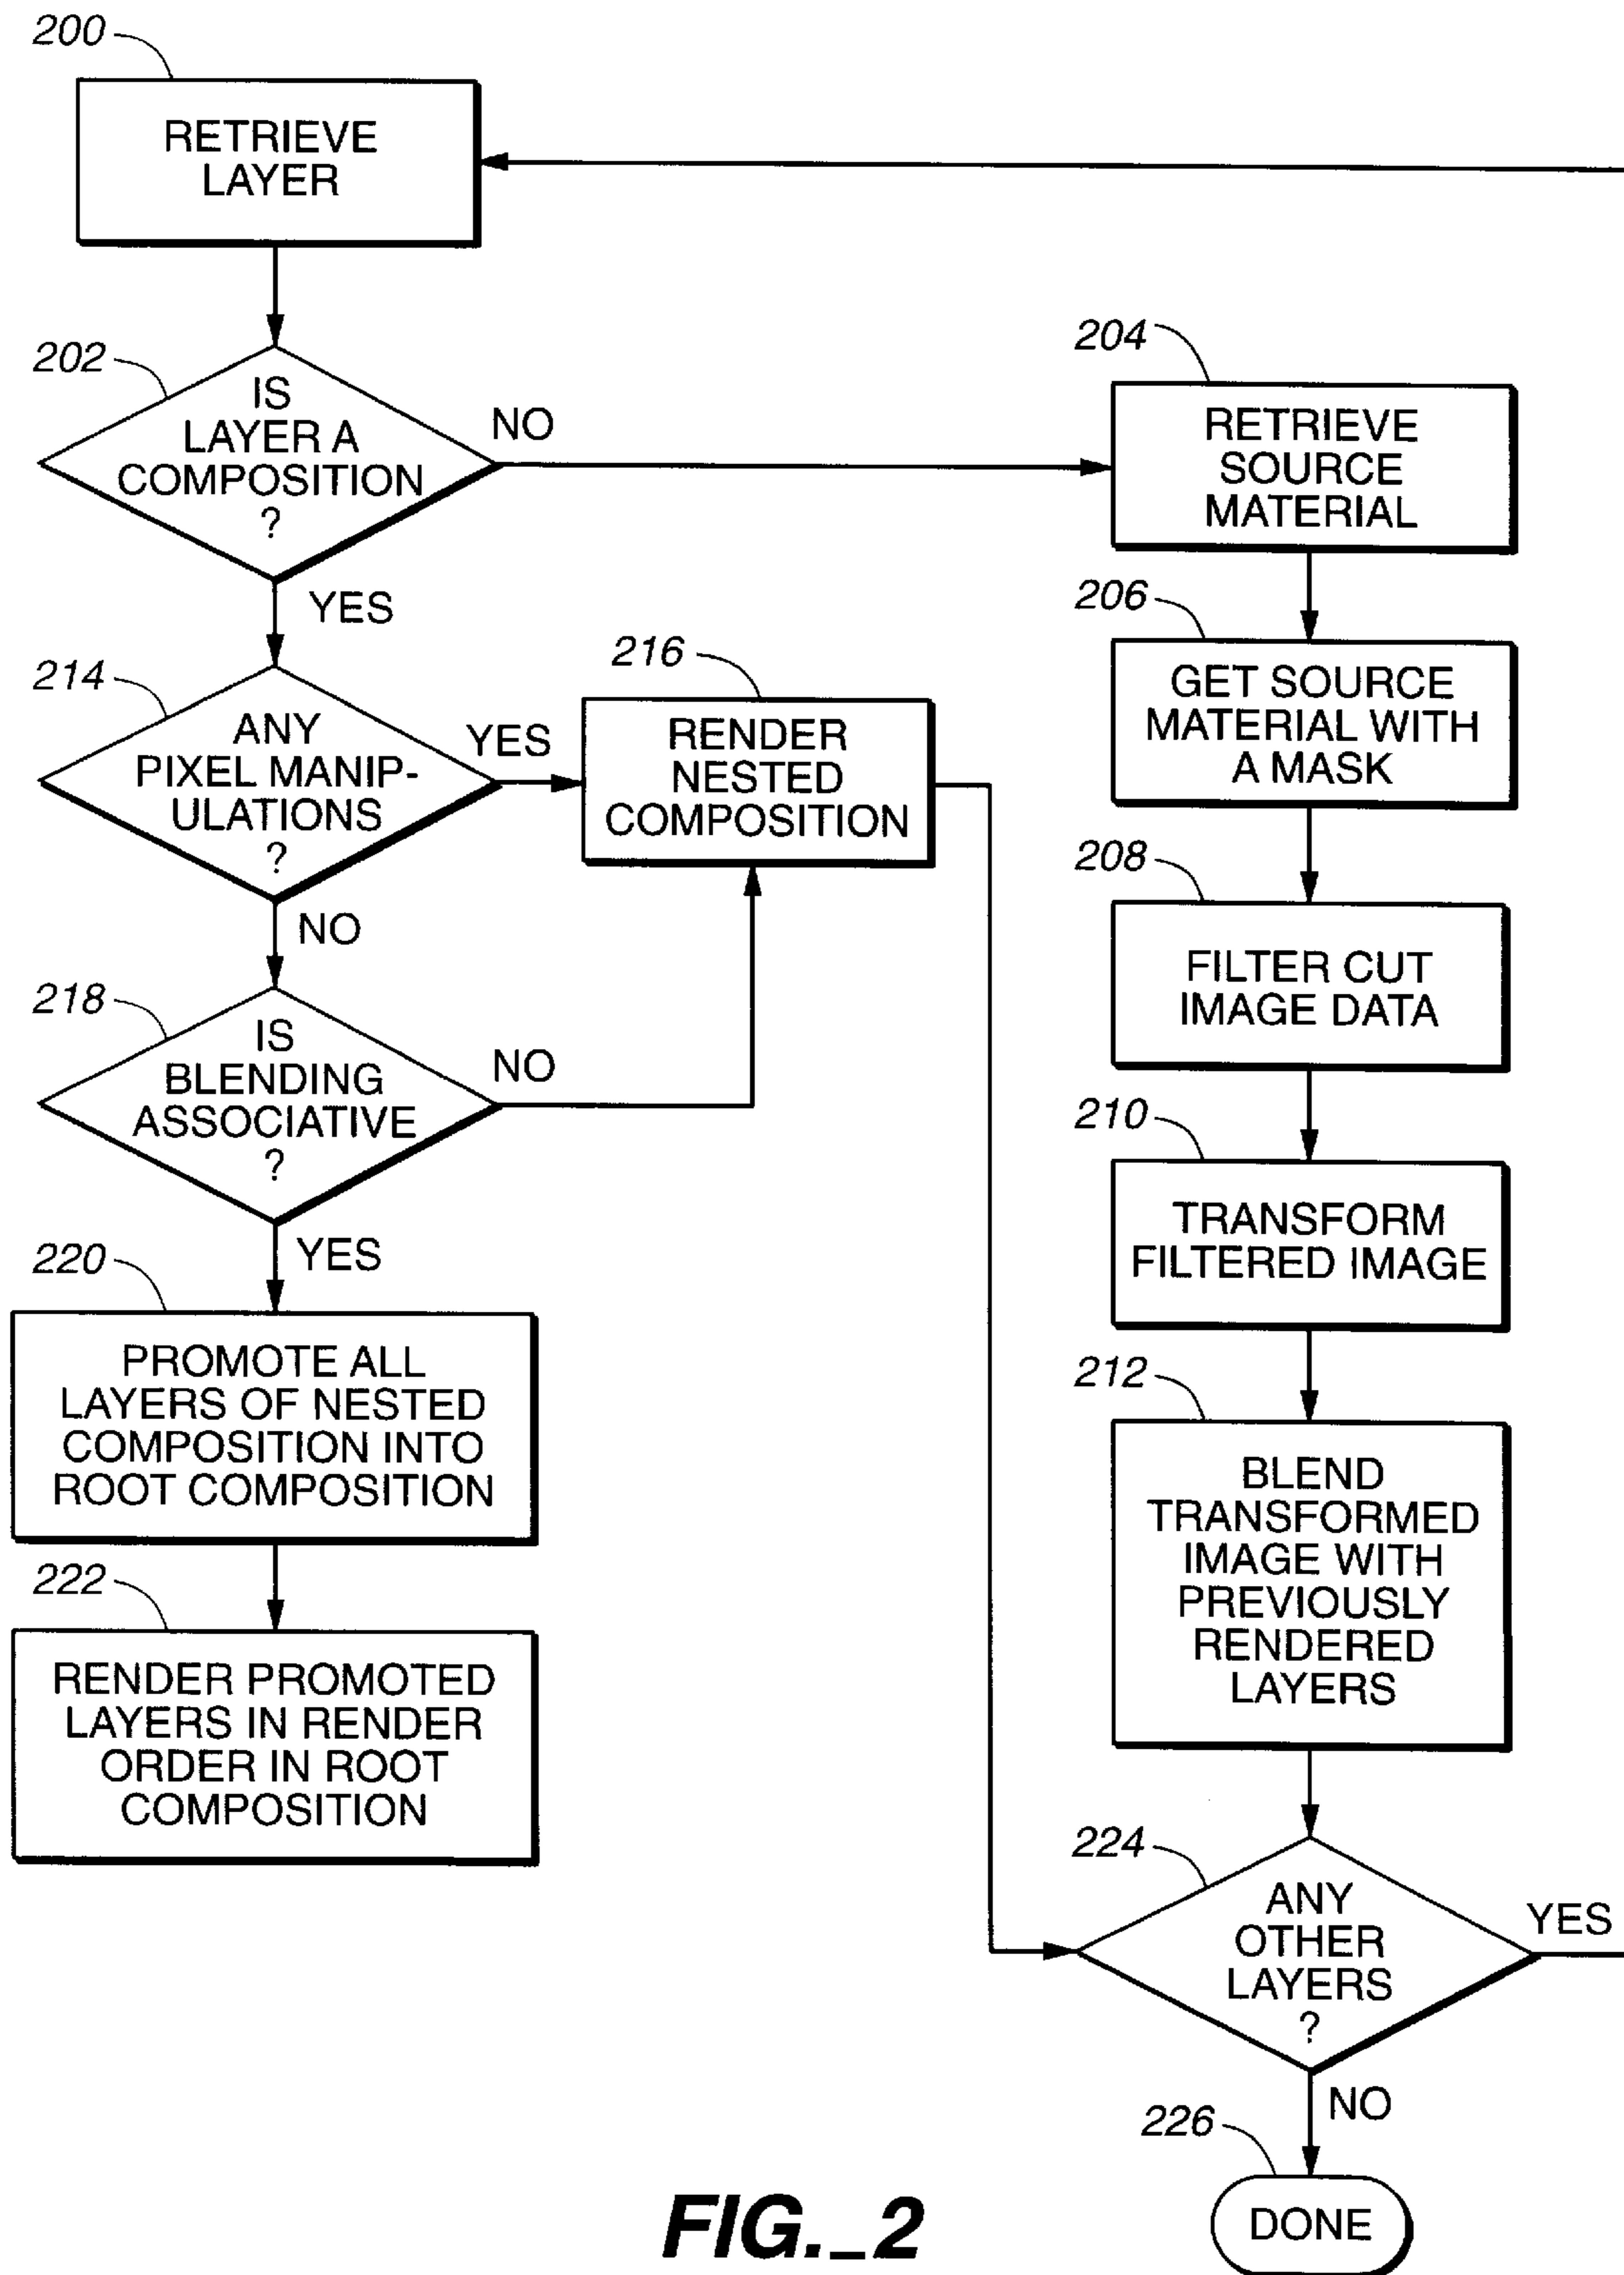 200
RETRIEVE
LAYER
202
IS
LAYER A
COMPOSITION
?
NO
YES
204
RETRIEVE
SOURCE
MATERIAL
206
GET SOURCE
MATERIAL WITH
A MASK
214
ANY
PIXEL MANIP-
ULATIONS
?
YES
NO
216
RENDER
NESTED
COMPOSITION
208
FILTER CUT
IMAGE DATA
218
IS
BLENDING
ASSOCIATIVE
?
NO
YES
210
TRANSFORM
FILTERED IMAGE
220
PROMOTE ALL
LAYERS OF NESTED
COMPOSITION INTO
ROOT COMPOSITION
212
BLEND
TRANSFORMED
IMAGE WITH
PREVIOUSLY
RENDERED
LAYERS
222
RENDER PROMOTED
LAYERS IN RENDER
ORDER IN ROOT
COMPOSITION
224
ANY
OTHER
LAYERS
?
YES
NO
226
DONE
FIG._2